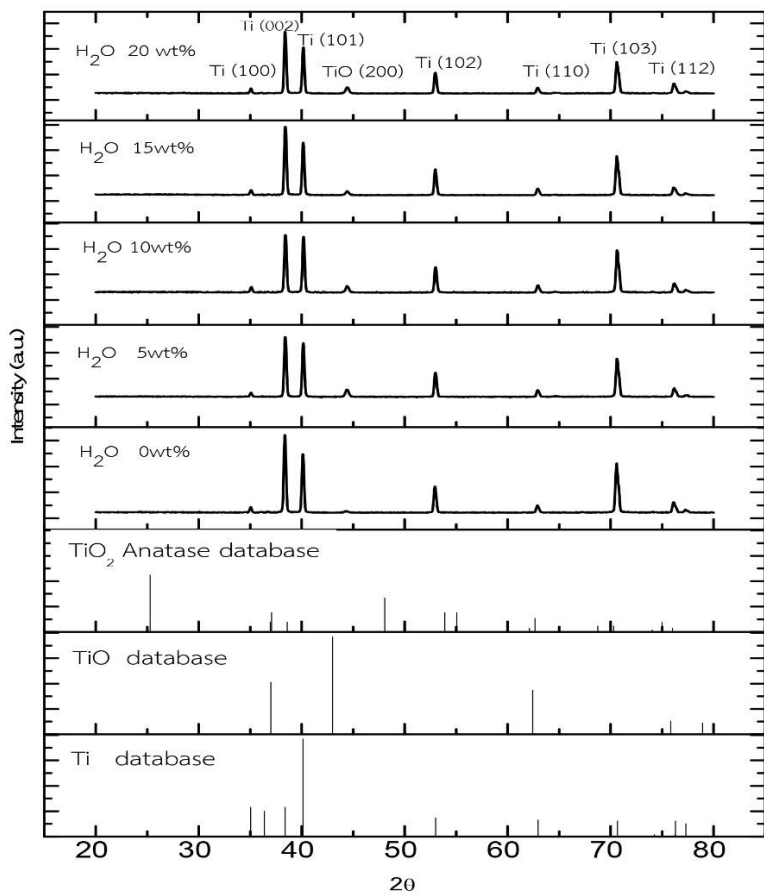 Ti (002)
H₂O 20 wt%
Ti (101)
Ti (103)
Ti (100)
TiO (200)
Ti (102)
Ti (110)
Ti (112)
H₂O 15wt%
H₂O 10wt%
H₂O 5wt%
H₂O 0wt%
TiO₂ Anatase database
TiO database
Ti database
Intensity (a.u.)
20 30 40 50 60 70 80
2θ